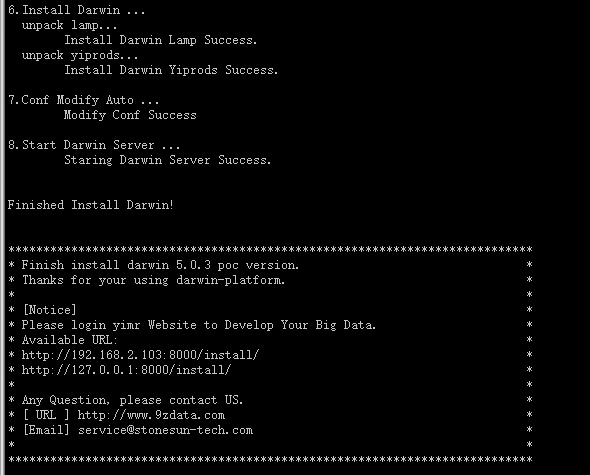 6.Install Darwin ...
unpack lamp...
Install Darwin Lamp Success.
unpack yiprods...
Install Darwin Yiprods Success.
7.Conf Modify Auto ...
Modify Conf Success
8.Start Darwin Server ...
Staring Darwin Server Success.
Finished Install Darwin!
***************************************************************************
* Finish install darwin 5.0.3 poc version. *
* Thanks for your using darwin-platform. *
* *
* [Notice] *
* Please login yimr Website to Develop Your Big Data. *
* Available URL: *
* http://192.168.2.103:8000/install/ *
* http://127.0.0.1:8000/install/ *
* *
* Any Question, please contact US. *
* [ URL ] http://www.9zdata.com *
* [Email] service@stonesun-tech.com *
* *
***************************************************************************